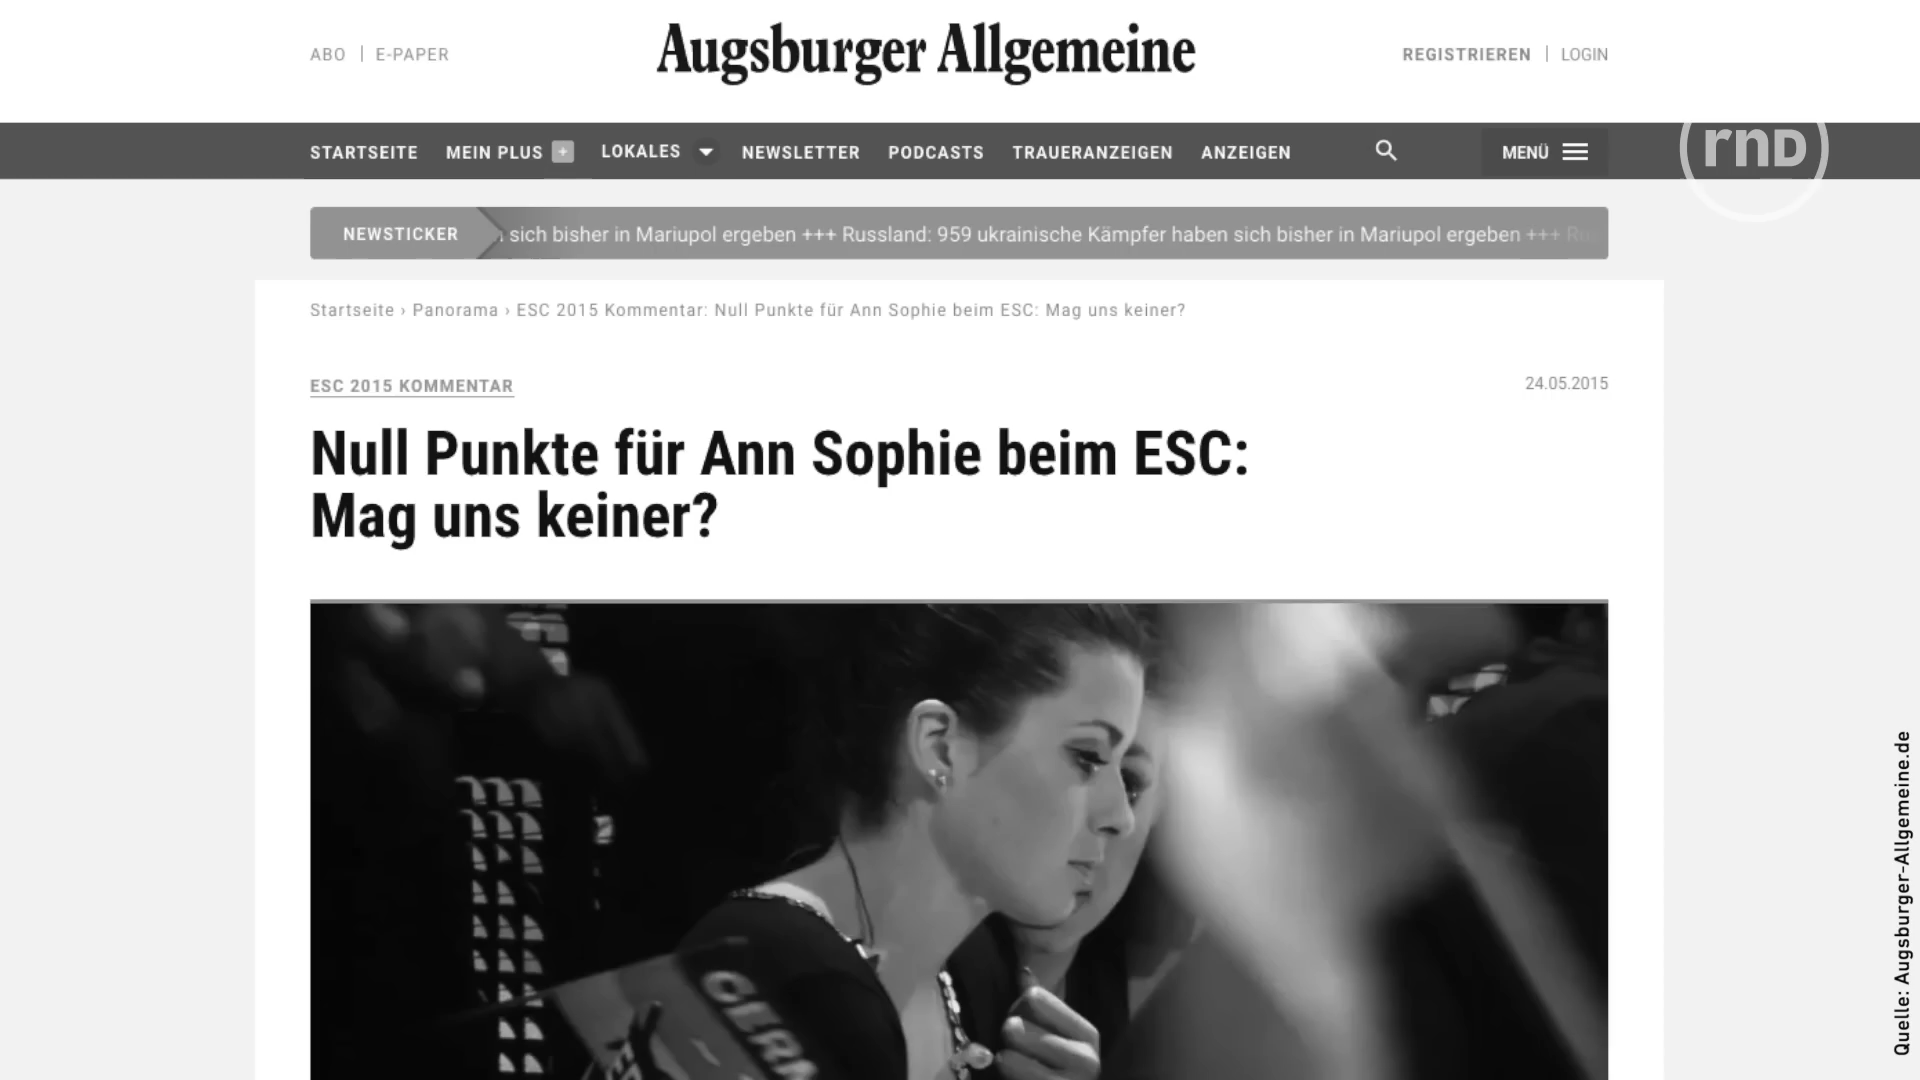 ABO | E-PAPER
Augsburger Allgemeine
REGISTRIEREN | LOGIN
STARTSEITE MEIN PLUS + LOKALES NEWSLETTER PODCASTS TRAUERANZEIGEN ANZEIGEN MENÜ
rnD
NEWSTICKER sich bisher in Mariupol ergeben +++ Russland: 959 ukrainische Kämpfer haben sich bisher in Mariupol ergeben +++
Startseite › Panorama › ESC 2015 Kommentar: Null Punkte für Ann Sophie beim ESC: Mag uns keiner?
ESC 2015 KOMMENTAR
24.05.2015
Null Punkte für Ann Sophie beim ESC:
Mag uns keiner?
Quelle: Augsburger-Allgemeine.de